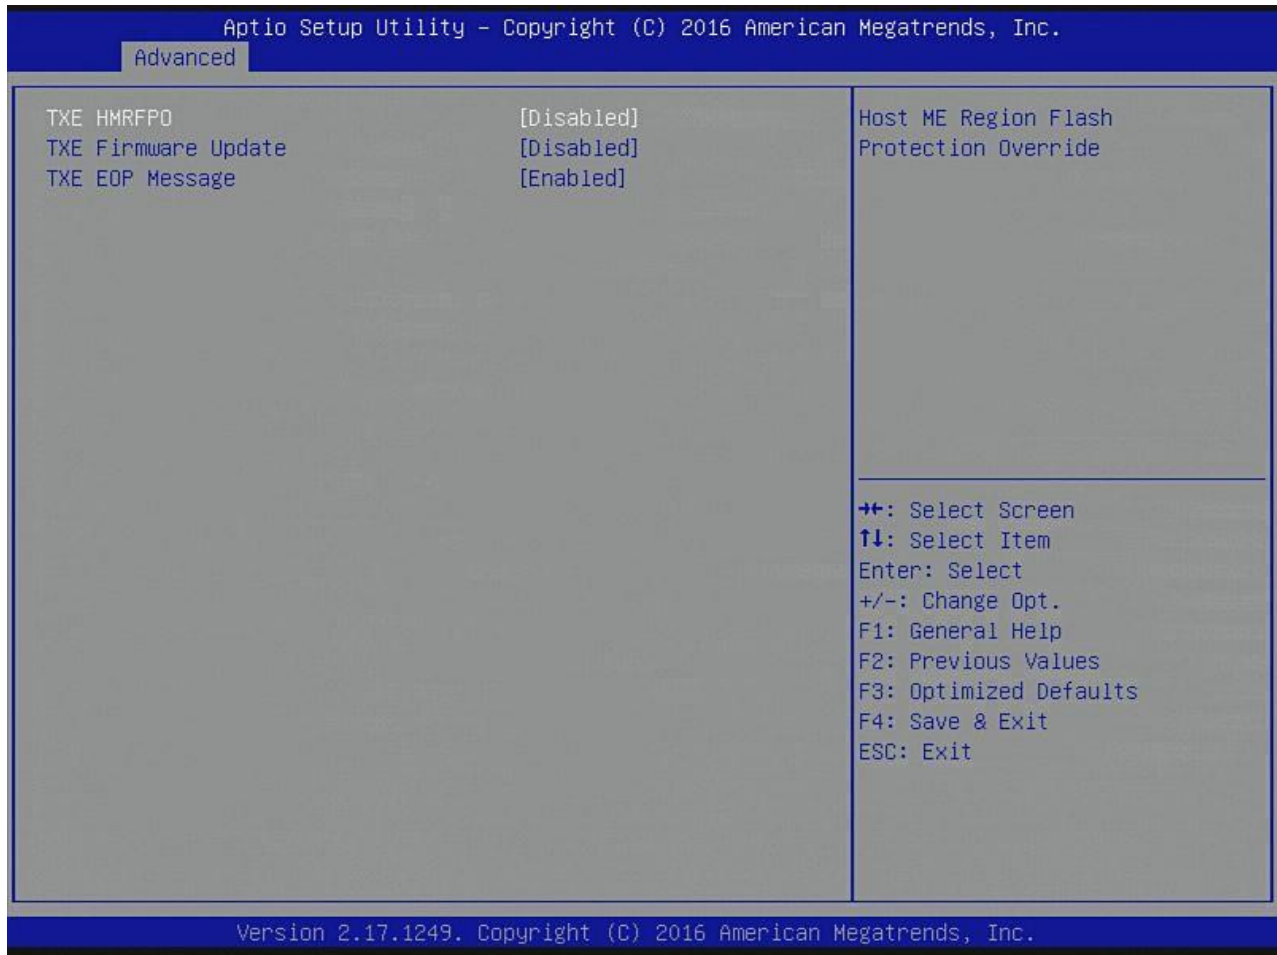 Aptio Setup Utility – Copyright (C) 2016 American Megatrends, Inc.
Advanced
TXE HMRFPO [Disabled]
TXE Firmware Update [Disabled]
TXE EOP Message [Enabled]
Host ME Region Flash
Protection Override
→←: Select Screen
↑↓: Select Item
Enter: Select
+/-: Change Opt.
F1: General Help
F2: Previous Values
F3: Optimized Defaults
F4: Save & Exit
ESC: Exit
Version 2.17.1249. Copyright (C) 2016 American Megatrends, Inc.